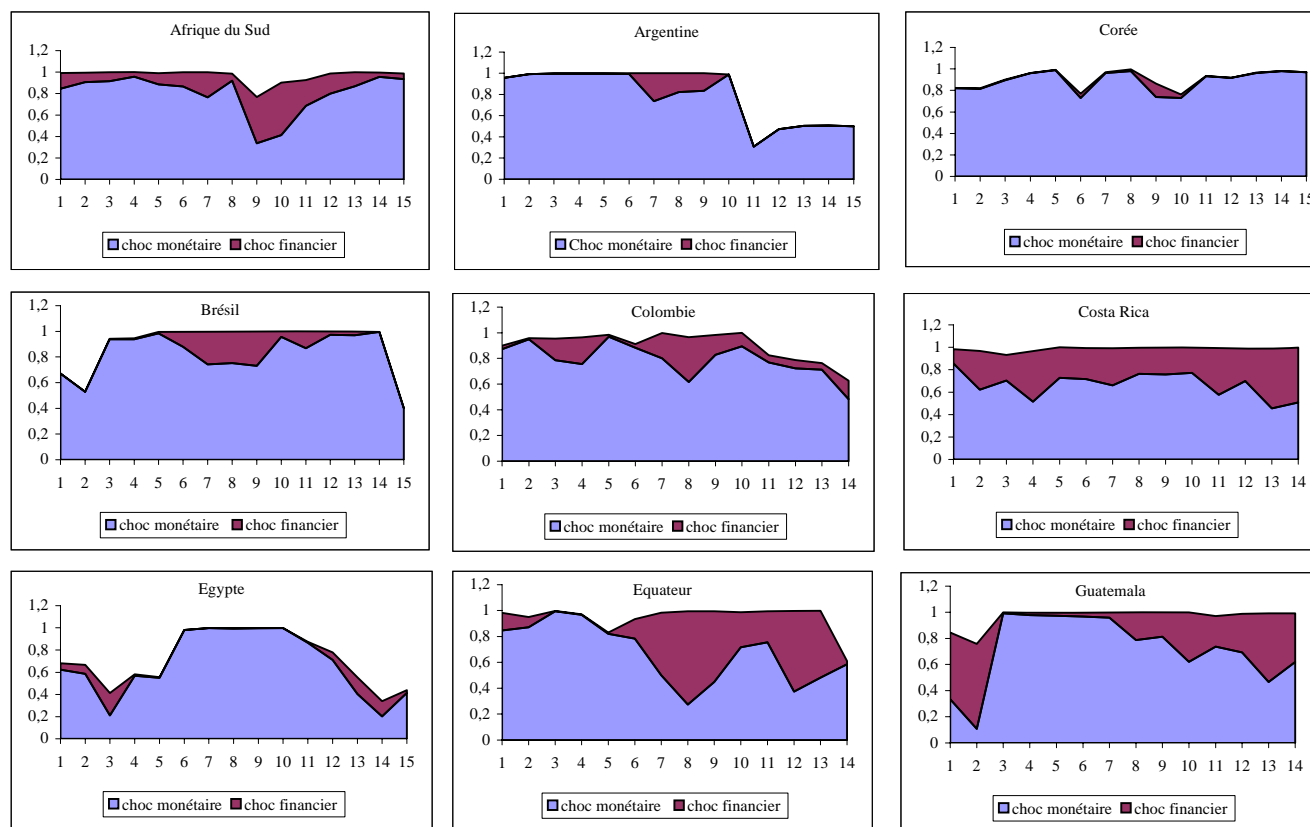 Afrique du Sud
1,2
1
0,8
0,6
0,4
0,2
0
1 2 3 4 5 6 7 8 9 10 11 12 13 14 15
choc monétaire choc financier
Argentine
1,2
1
0,8
0,6
0,4
0,2
0
1 2 3 4 5 6 7 8 9 10 11 12 13 14 15
Choc monétaire choc financier
Corée
1,2
1
0,8
0,6
0,4
0,2
0
1 2 3 4 5 6 7 8 9 10 11 12 13 14 15
choc monétaire choc financier
Brésil
1,2
1
0,8
0,6
0,4
0,2
0
1 2 3 4 5 6 7 8 9 10 11 12 13 14 15
choc monétaire choc financier
Colombie
1,2
1
0,8
0,6
0,4
0,2
0
1 2 3 4 5 6 7 8 9 10 11 12 13 14
choc monétaire choc financier
Costa Rica
1,2
1
0,8
0,6
0,4
0,2
0
1 2 3 4 5 6 7 8 9 10 11 12 13 14
choc monétaire choc financier
Egypte
1,2
1
0,8
0,6
0,4
0,2
0
1 2 3 4 5 6 7 8 9 10 11 12 13 14 15
choc monétaire choc financier
Equateur
1,2
1
0,8
0,6
0,4
0,2
0
1 2 3 4 5 6 7 8 9 10 11 12 13 14
choc monétaire choc financier
Guatemala
1,2
1
0,8
0,6
0,4
0,2
0
1 2 3 4 5 6 7 8 9 10 11 12 13 14
choc monétaire choc financier